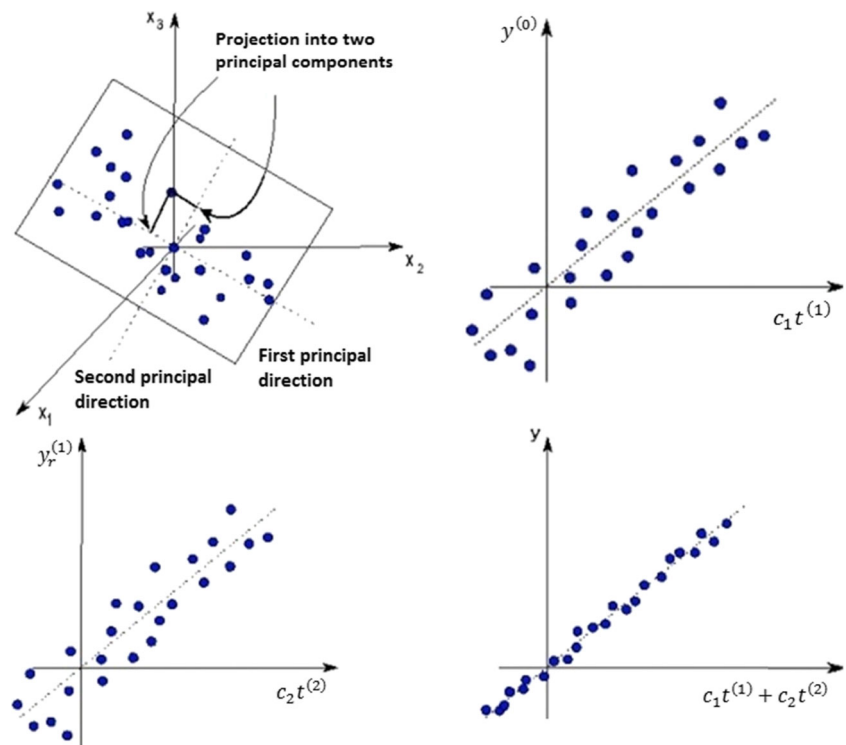 X₃
Projection into two
principal components
X₂
First principal
direction
Second principal
direction
X₁
y⁽⁰⁾
c₁t⁽¹⁾
yᵣ⁽¹⁾
c₂t⁽²⁾
y
c₁t⁽¹⁾ + c₂t⁽²⁾